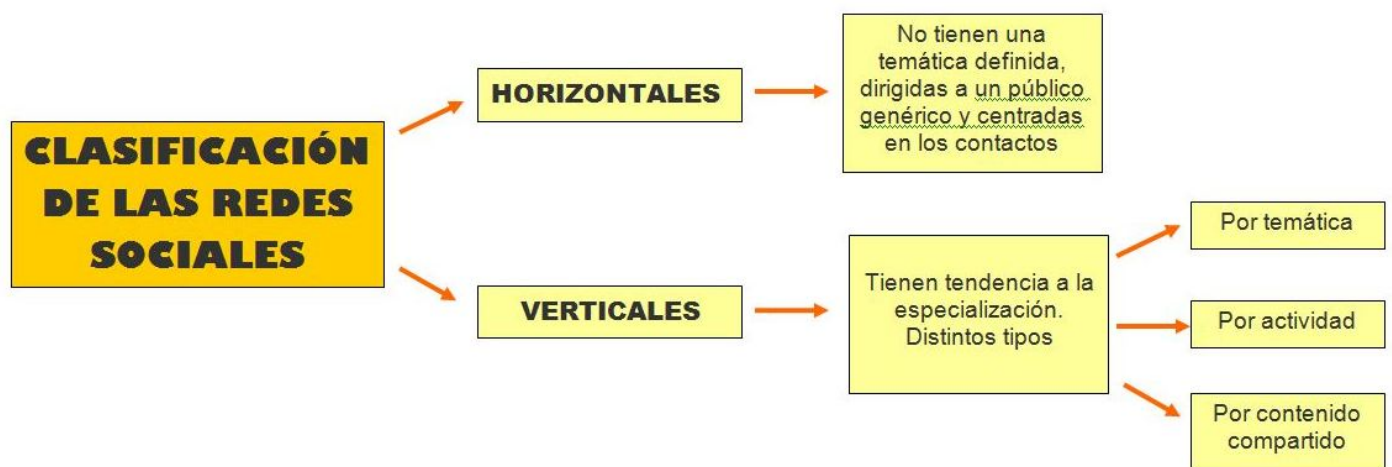 CLASIFICACIÓN
DE LAS REDES
SOCIALES
HORIZONTALES
No tienen una
temática definida,
dirigidas a un público
genérico y centradas
en los contactos
VERTICALES
Tienen tendencia a la
especialización.
Distintos tipos
Por temática
Por actividad
Por contenido
compartido